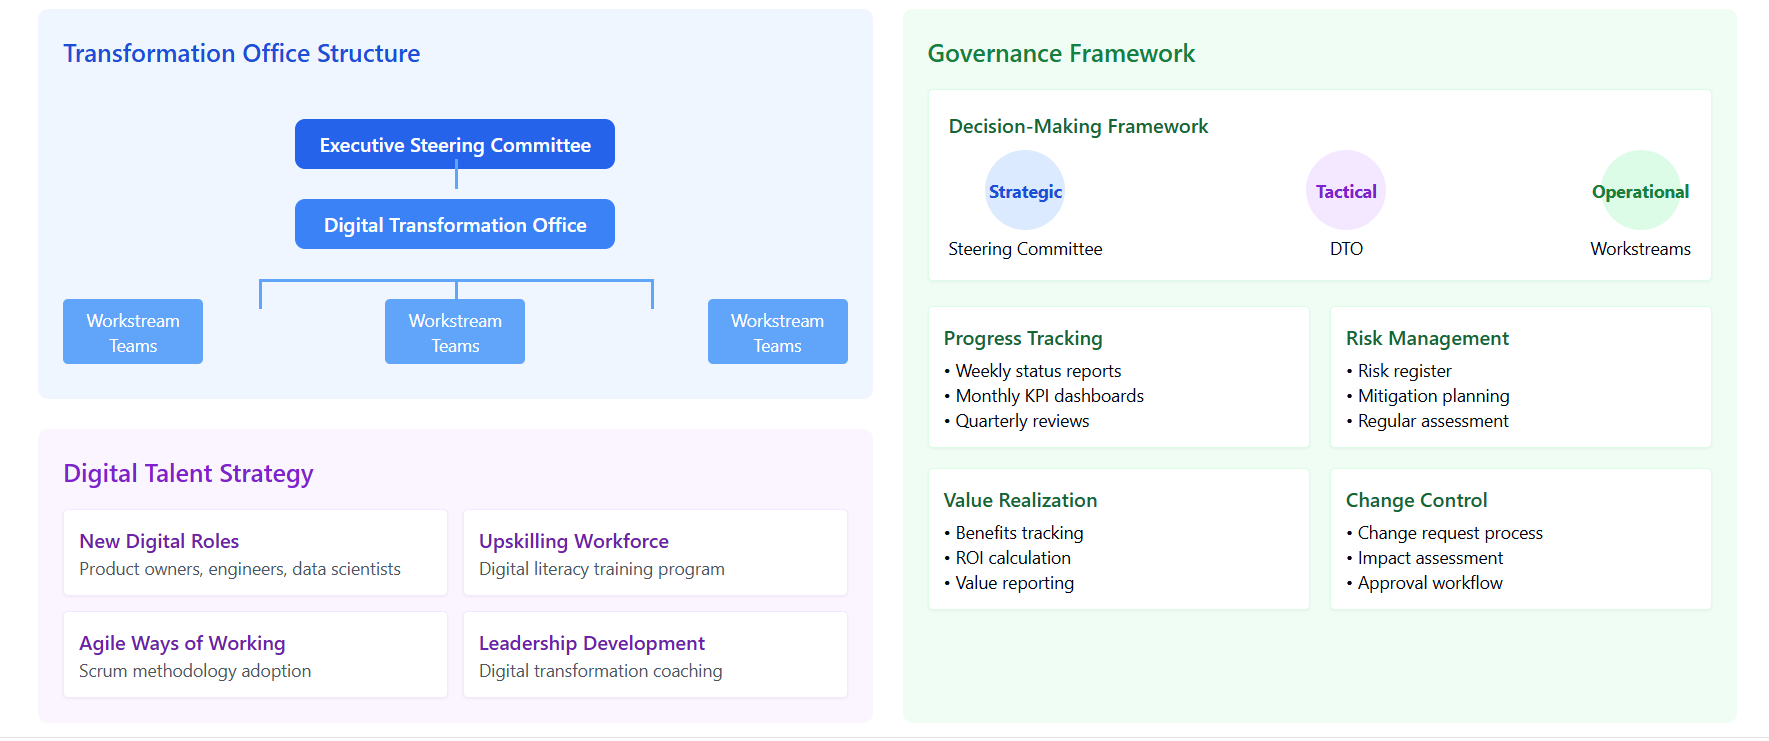 Transformation Office Structure
Executive Steering Committee
Digital Transformation Office
Workstream
Teams
Workstream
Teams
Workstream
Teams
Digital Talent Strategy
New Digital Roles
Product owners, engineers, data scientists
Upskilling Workforce
Digital literacy training program
Agile Ways of Working
Scrum methodology adoption
Leadership Development
Digital transformation coaching
Governance Framework
Decision-Making Framework
Strategic
Steering Committee
Tactical
DTO
Operational
Workstreams
Progress Tracking
• Weekly status reports
• Monthly KPI dashboards
• Quarterly reviews
Risk Management
• Risk register
• Mitigation planning
• Regular assessment
Value Realization
• Benefits tracking
• ROI calculation
• Value reporting
Change Control
• Change request process
• Impact assessment
• Approval workflow